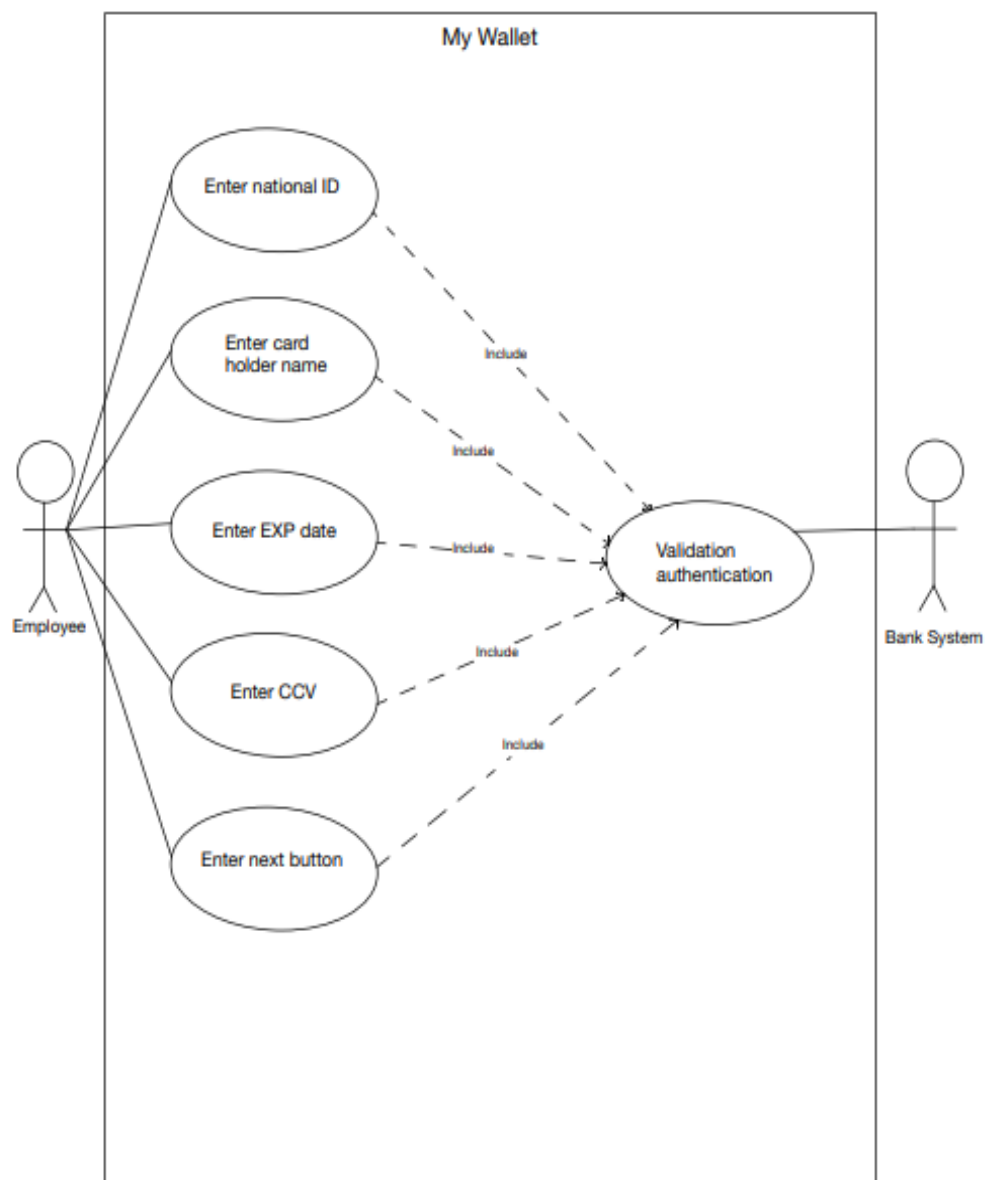 My Wallet
Enter national ID
Enter card
holder name
Include
Include
Enter EXP date
Include
Validation
authentication
Employee
Bank System
Include
Enter CCV
Include
Enter next button